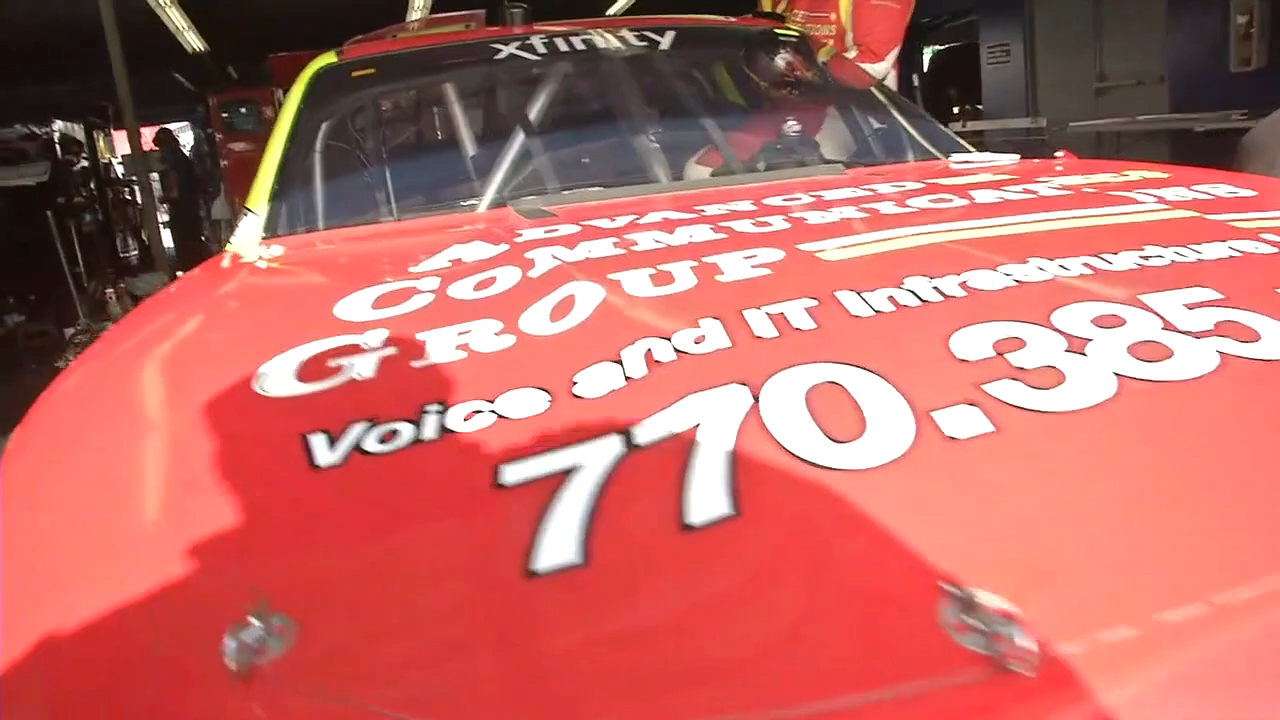 xfinity
ADVANCED
COMMUNICATIONS
GROUP
Voice and IT Infrastructure
770.385